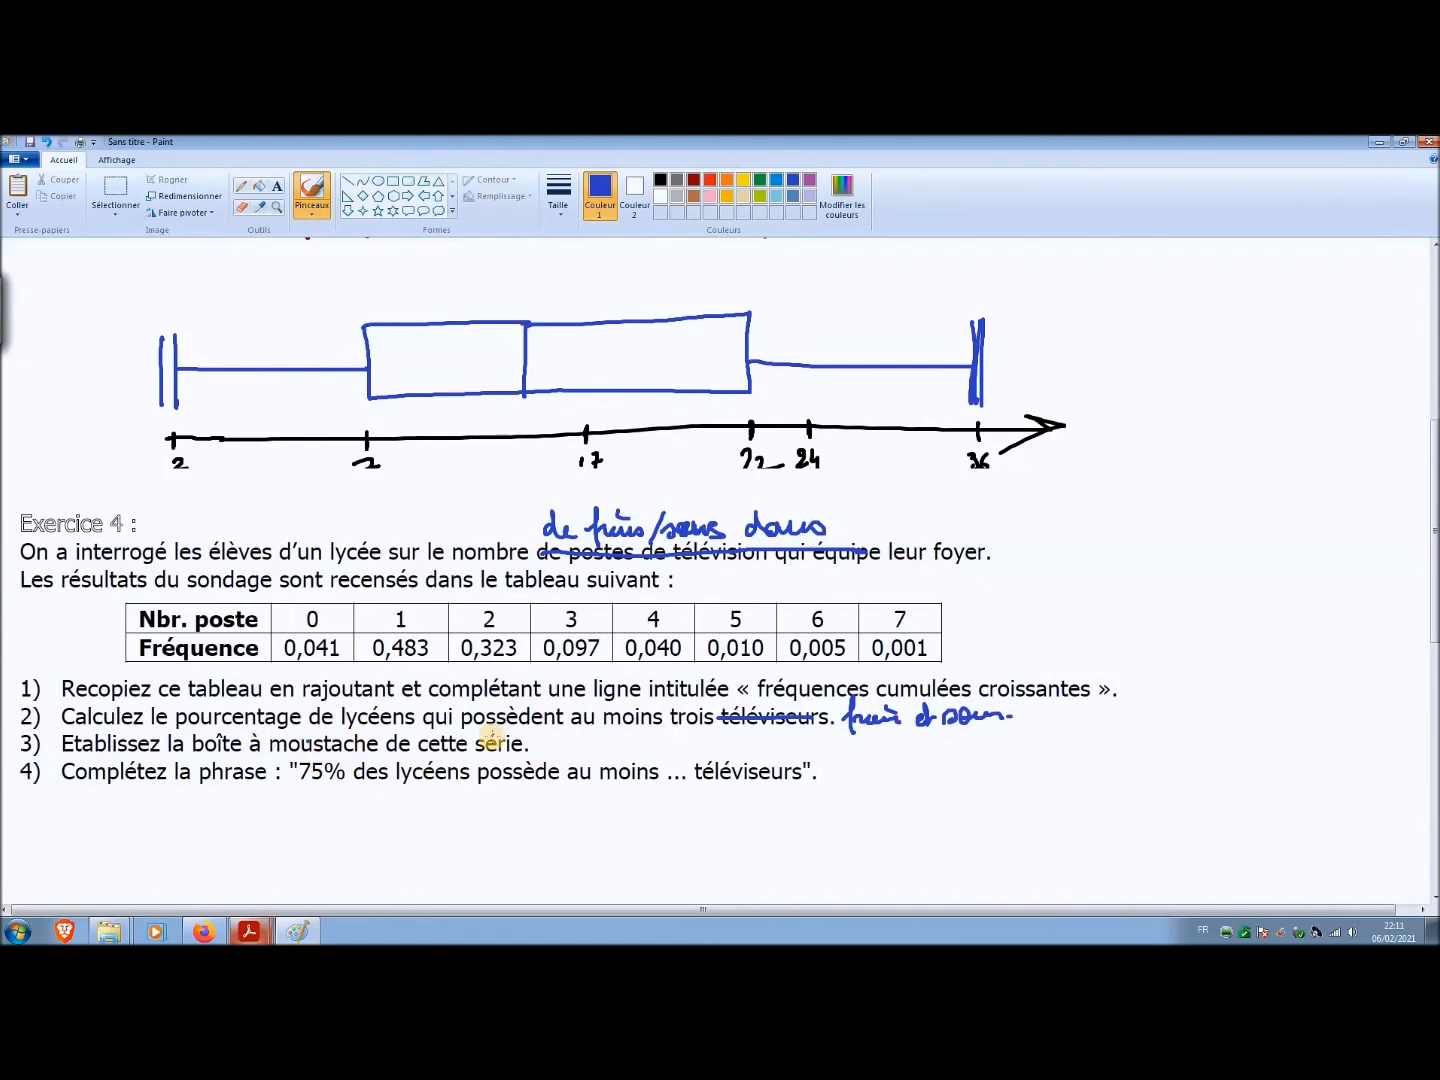 Sans titre - Paint
Accueil Affichage
Coller
Couper
Copier
Presse-papiers
Sélectionner
Rogner
Redimensionner
Faire pivoter
Image
Outils
Pinceaux
Contour
Remplissage
Formes
Taille
Couleur 1
Couleur 2
Modifier les couleurs
Couleurs
2 17 22 24 36
Exercice 4 :
de frères/sœurs dans
On a interrogé les élèves d’un lycée sur le nombre de postes de télévision qui équipe leur foyer.
Les résultats du sondage sont recensés dans le tableau suivant :
Nbr. poste 0 1 2 3 4 5 6 7
Fréquence 0,041 0,483 0,323 0,097 0,040 0,010 0,005 0,001
1) Recopiez ce tableau en rajoutant et complétant une ligne intitulée « fréquences cumulées croissantes ».
2) Calculez le pourcentage de lycéens qui possèdent au moins trois téléviseurs. frères et sœurs.
3) Etablissez la boîte à moustache de cette série.
4) Complétez la phrase : "75% des lycéens possède au moins ... téléviseurs".
FR
22:11
06/02/2021